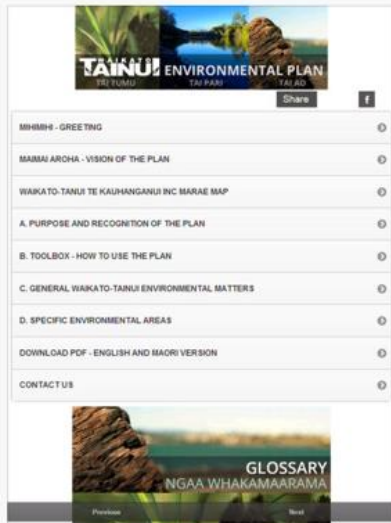 WAIKATO
TAINUI ENVIRONMENTAL PLAN
TAI TUMU TAI PARI TAI AO
Share f
MIHIMIHI - GREETING
MAIMAI AROHA - VISION OF THE PLAN
WAIKATO-TANUI TE KAUHANGANUI INC MARAE MAP
A. PURPOSE AND RECOGNITION OF THE PLAN
B. TOOLBOX - HOW TO USE THE PLAN
C. GENERAL WAIKATO-TAINUI ENVIRONMENTAL MATTERS
D. SPECIFIC ENVIRONMENTAL AREAS
DOWNLOAD PDF - ENGLISH AND MAORI VERSION
CONTACT US
GLOSSARY
NGAA WHAKAMAARAMA
Previous Next